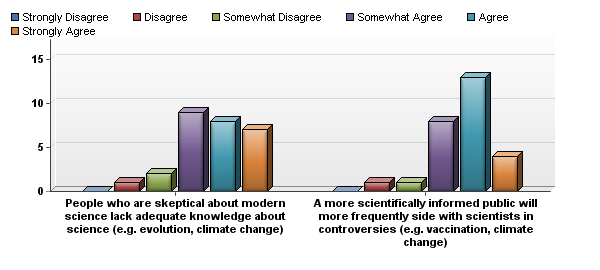 Strongly Disagree Disagree Somewhat Disagree Somewhat Agree Agree
Strongly Agree
15
10
5
0
People who are skeptical about modern
science lack adequate knowledge about
science (e.g. evolution, climate change)
A more scientifically informed public will
more frequently side with scientists in
controversies (e.g. vaccination, climate
change)